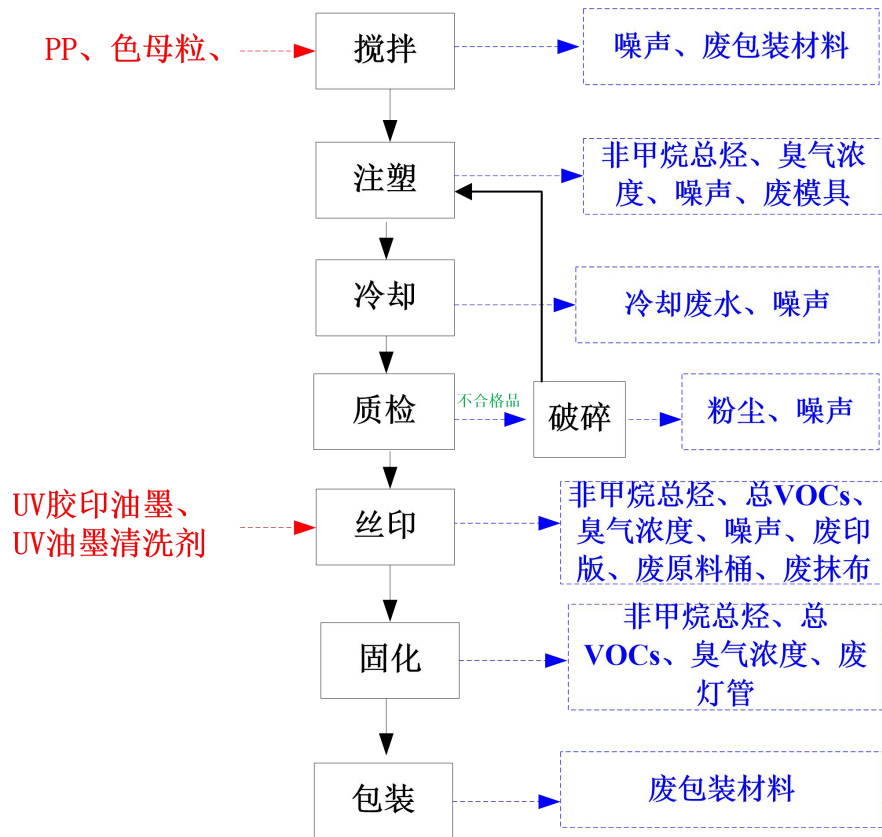 PP、色母粒、
搅拌
噪声、废包装材料
注塑
非甲烷总烃、臭气浓
度、噪声、废模具
冷却
冷却废水、噪声
质检
不合格品
破碎
粉尘、噪声
UV胶印油墨、
UV油墨清洗剂
丝印
非甲烷总烃、总VOCs、
臭气浓度、噪声、废印
版、废原料桶、废抹布
固化
非甲烷总烃、总
VOCs、臭气浓度、废
灯管
包装
废包装材料